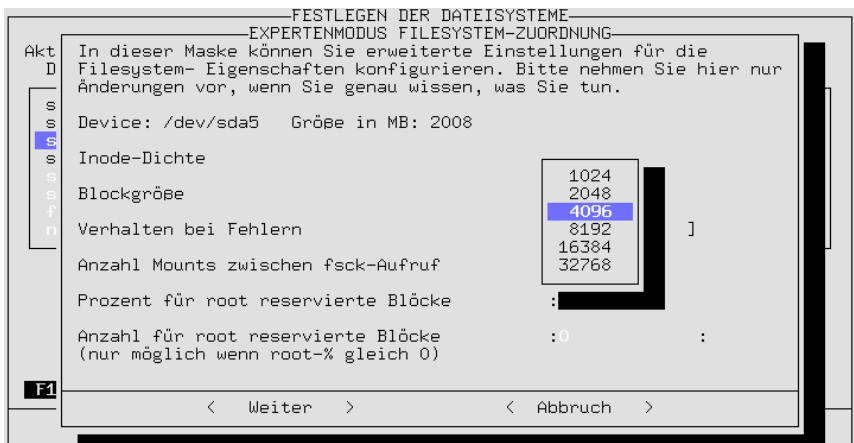 FESTLEGEN DER DATEISYSTEME
EXPERTENMODUS FILESYSTEM-ZUORDNUNG
Akt
In dieser Maske können Sie erweiterte Einstellungen für die
D
Filesystem- Eigenschaften konfigurieren. Bitte nehmen Sie hier nur
Änderungen vor, wenn Sie genau wissen, was Sie tun.
s
s
Device: /dev/sda5 Größe in MB: 2008
s
s
Inode-Dichte
s
1024
s
Blockgröße
2048
f
4096
n
Verhalten bei Fehlern
8192 ]
16384
Anzahl Mounts zwischen fsck-Aufruf
32768
Prozent für root reservierte Blöcke :
Anzahl für root reservierte Blöcke :0 :
(nur möglich wenn root-% gleich 0)
F1
< Weiter > < Abbruch >